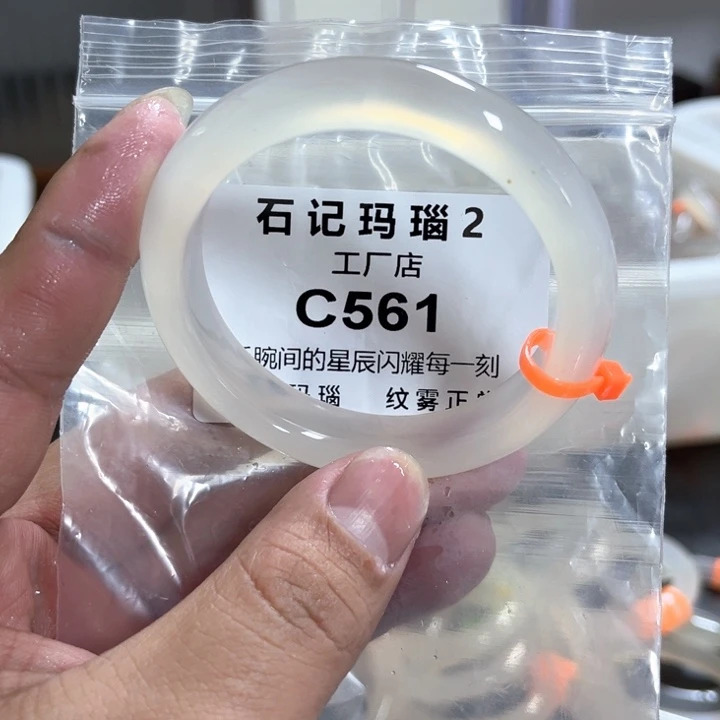 石记玛瑙2
工厂店
C561
腕间的星辰闪耀每一刻
玛瑙 纹雾正